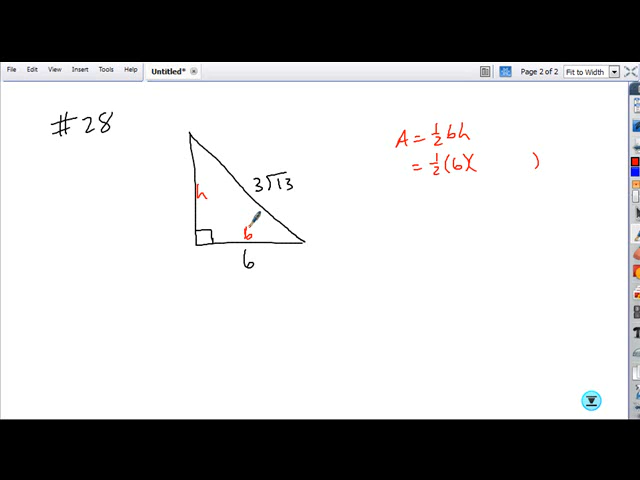 File Edit View Insert Tools Help
Untitled*
Page 2 of 2
Fit to Width
#28
A = ½bh
= ½(6)( )
3√13
h
b
6